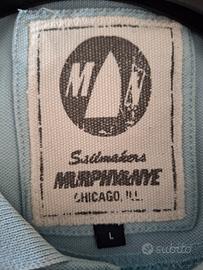 M N
Sailmakers
MURPHY&NYE
CHICAGO, ILL.
L
subito